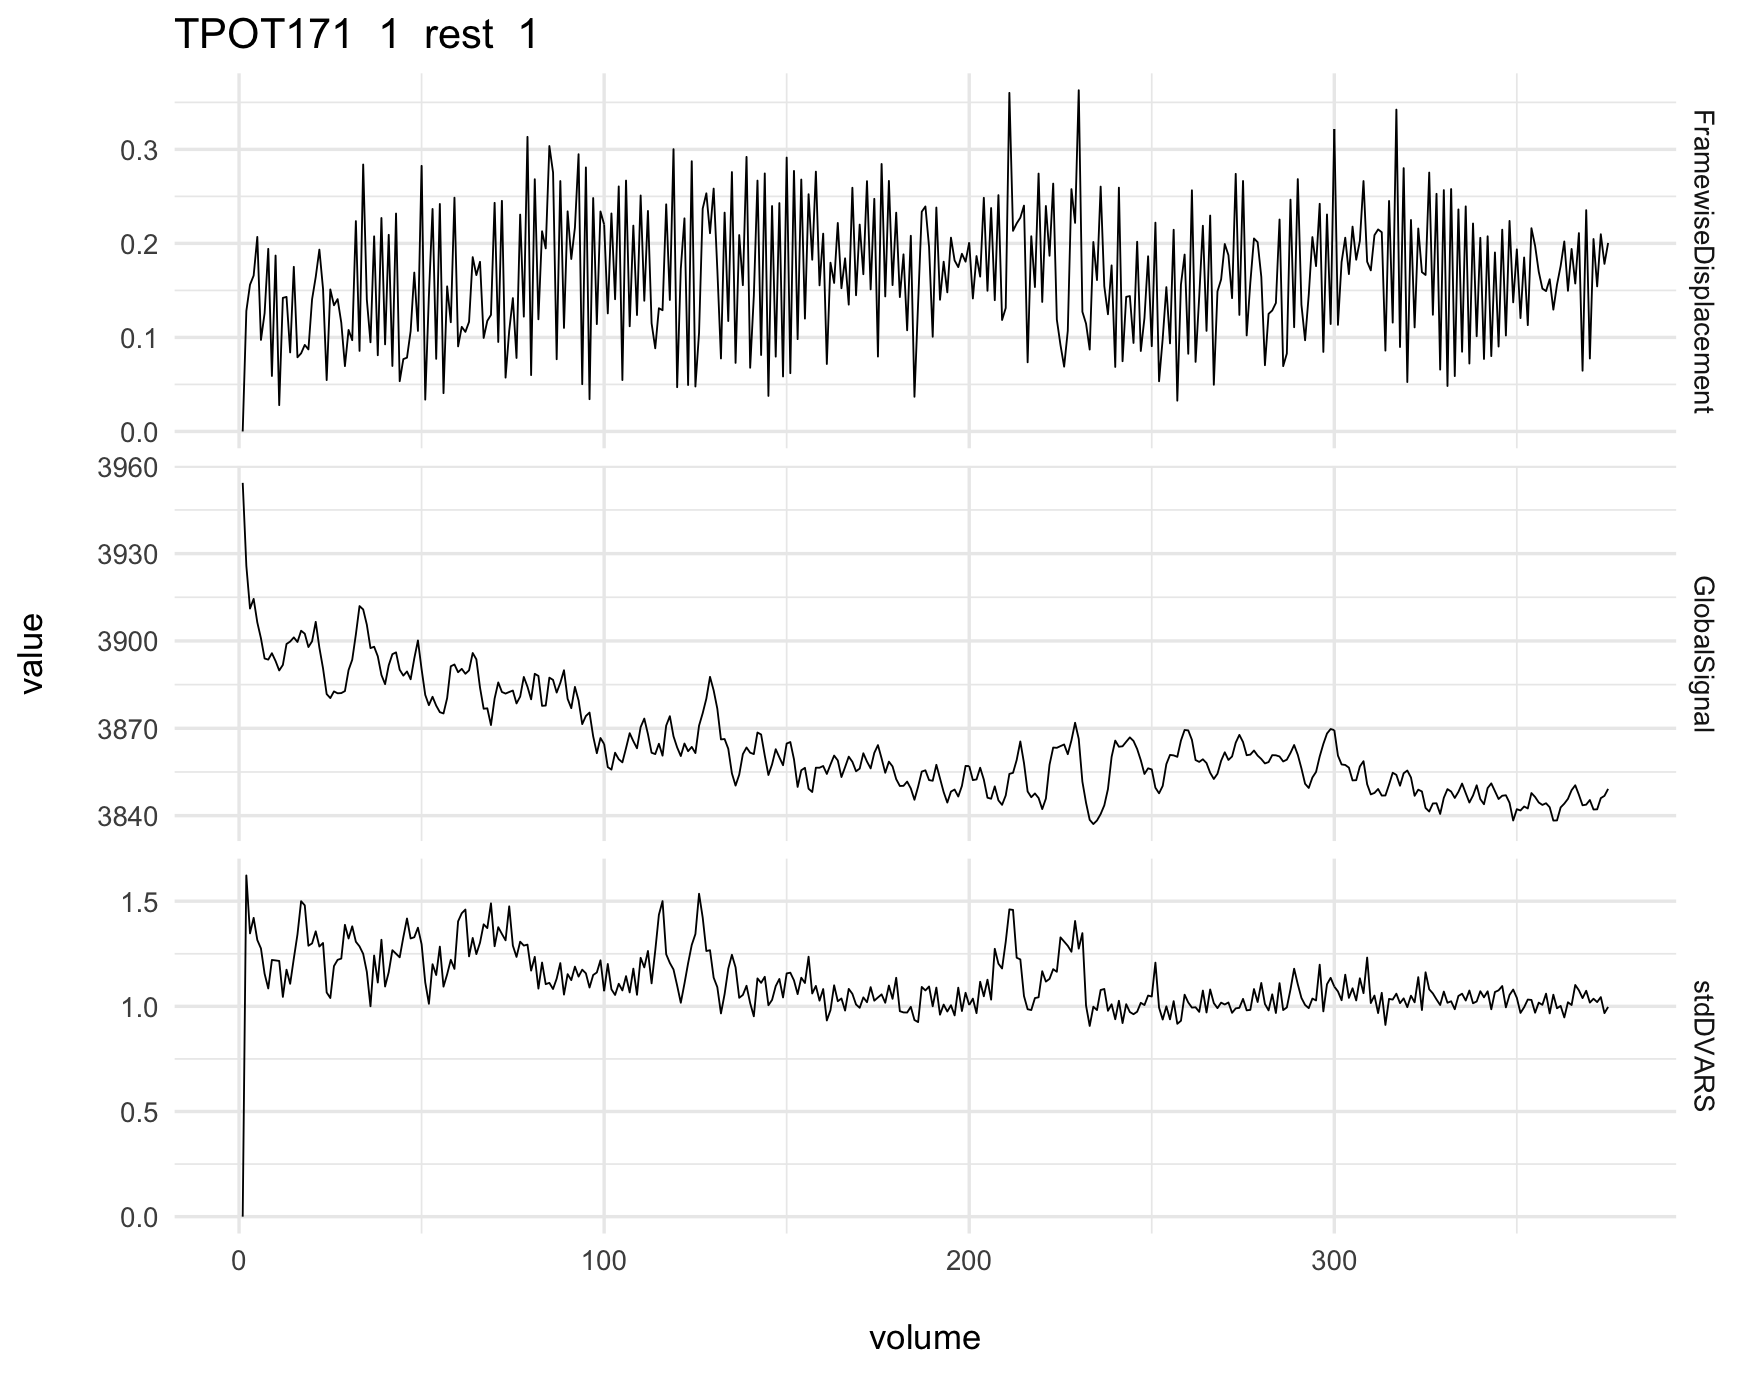 TPOT171 1 rest 1
0.3
0.2
0.1
0.0
FramewiseDisplacement
3960
3930
3900
3870
3840
GlobalSignal
value
1.5
1.0
0.5
0.0
stdDVARS
0 100 200 300
volume